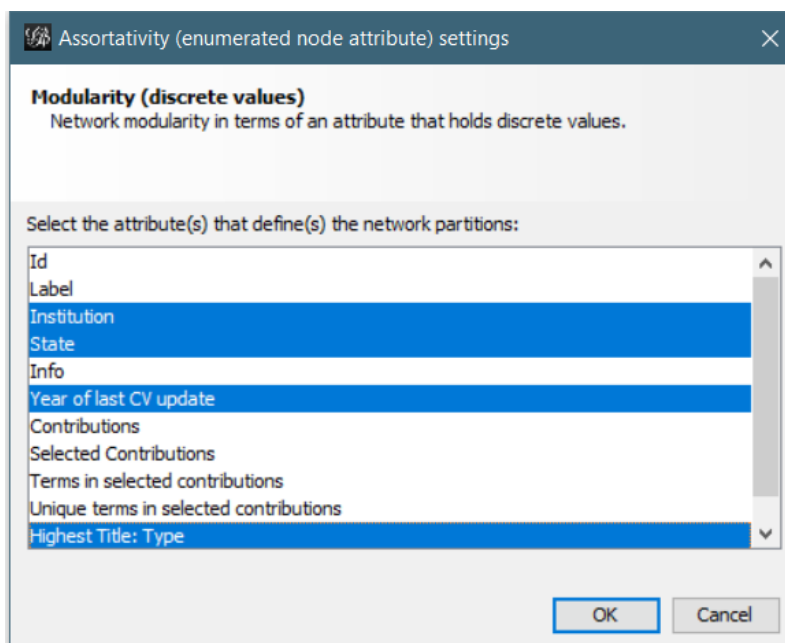 Assortativity (enumerated node attribute) settings
Modularity (discrete values)
Network modularity in terms of an attribute that holds discrete values.
Select the attribute(s) that define(s) the network partitions:
Id
Label
Institution
State
Info
Year of last CV update
Contributions
Selected Contributions
Terms in selected contributions
Unique terms in selected contributions
Highest Title: Type
OK
Cancel